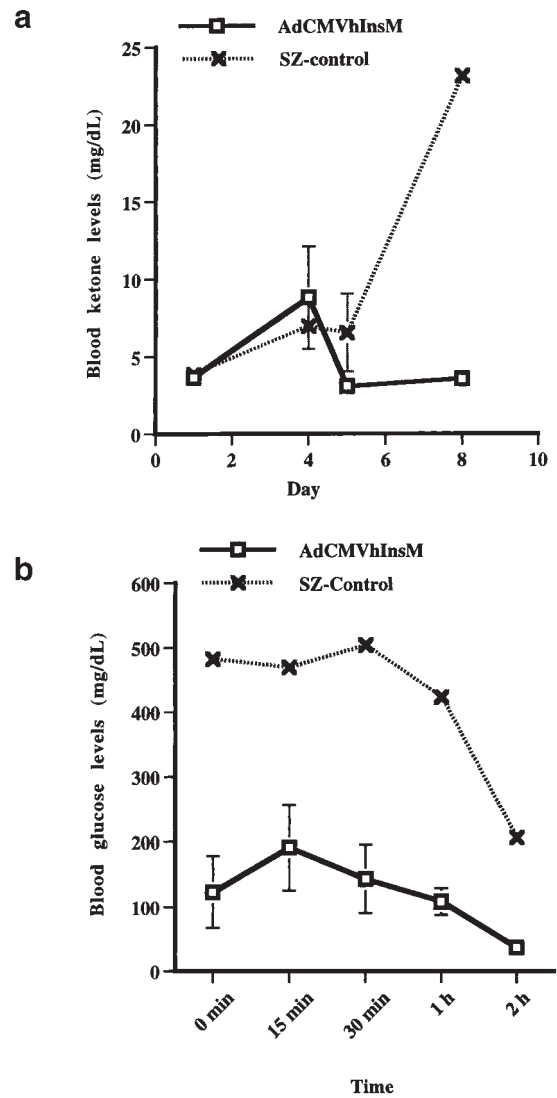 a
AdCMVhInsM
SZ-control
Blood ketone levels (mg/dL)
25
20
15
10
5
0
0 2 4 6 8 10
Day
b
AdCMVhInsM
SZ-Control
Blood glucose levels (mg/dL)
600
500
400
300
200
100
0
0 min 15 min 30 min 1 h 2 h
Time